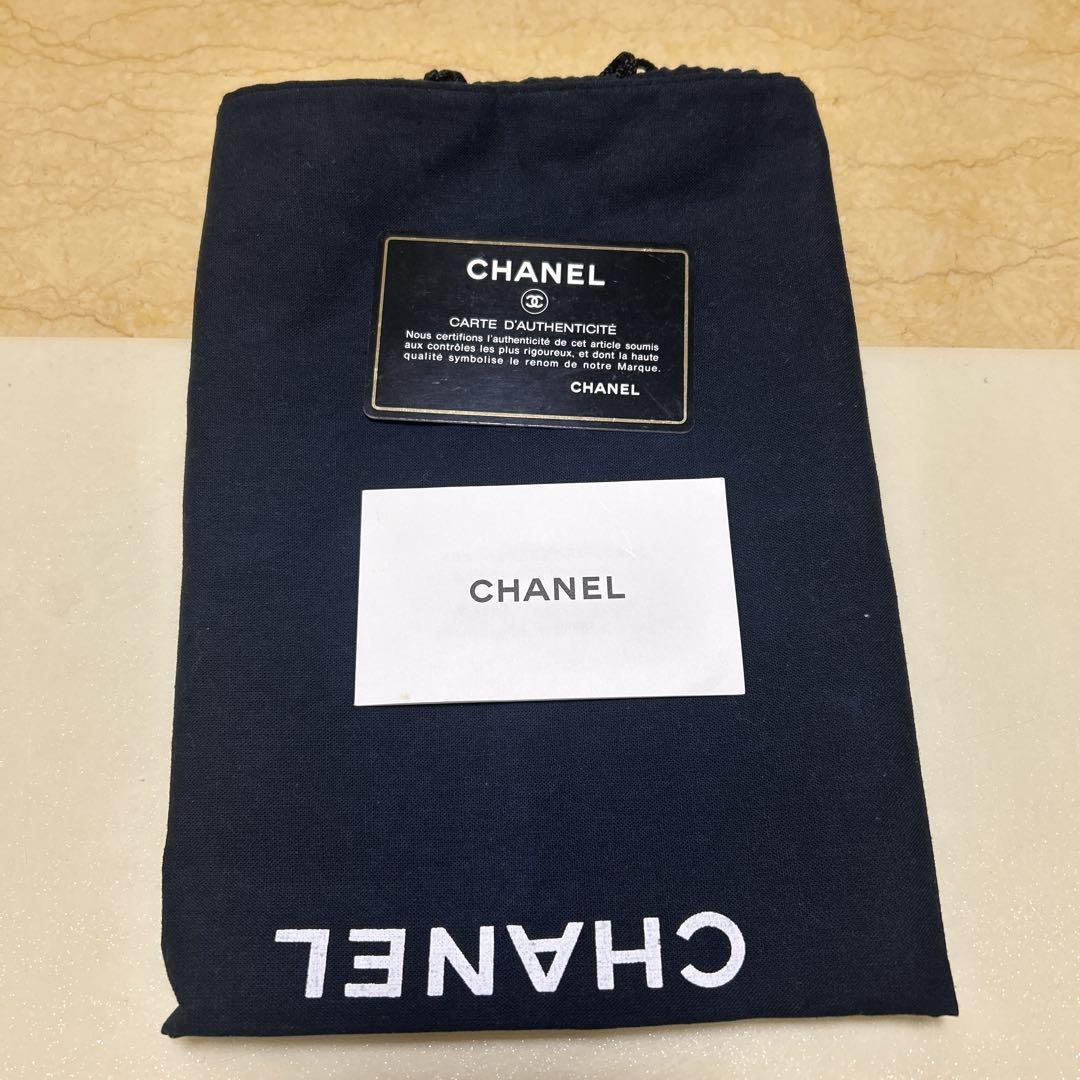 CHANEL
CARTE D'AUTHENTICITÉ
Nous certifions l'authenticité de cet article soumis
aux contrôles les plus rigoureux, et dont la haute
qualité symbolise le renom de notre Marque.
CHANEL
CHANEL
CHANEL